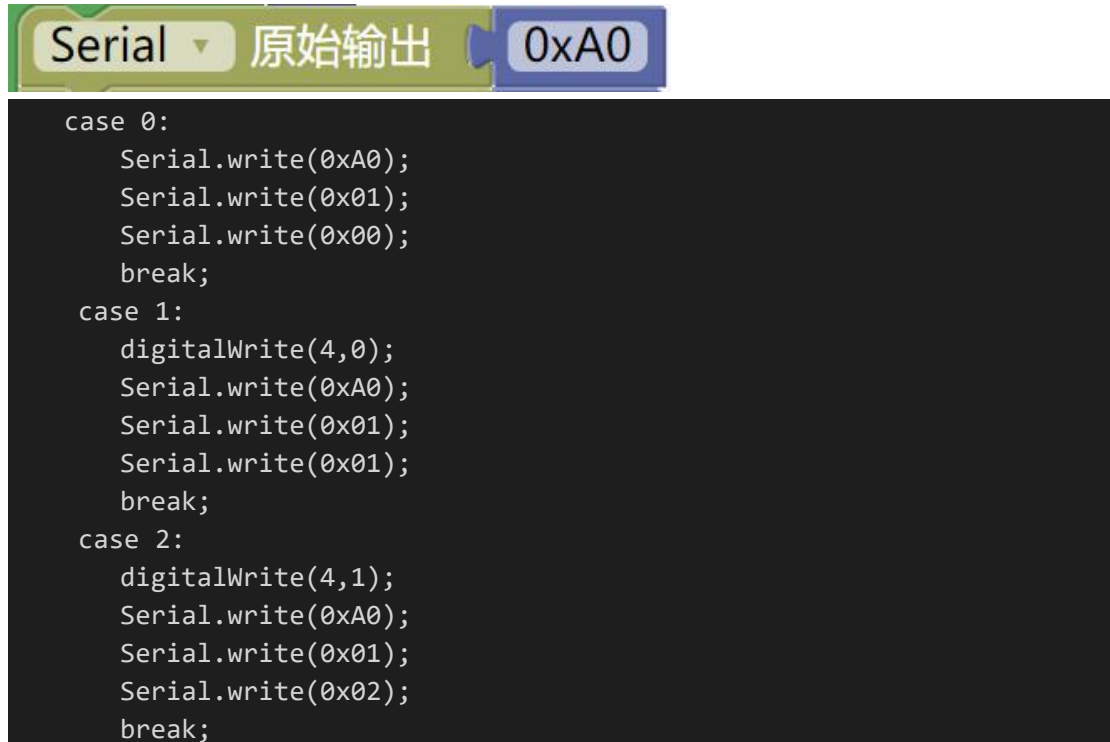 Serial 原始输出 0xA0
case 0:
Serial.write(0xA0);
Serial.write(0x01);
Serial.write(0x00);
break;
case 1:
digitalWrite(4,0);
Serial.write(0xA0);
Serial.write(0x01);
Serial.write(0x01);
break;
case 2:
digitalWrite(4,1);
Serial.write(0xA0);
Serial.write(0x01);
Serial.write(0x02);
break;